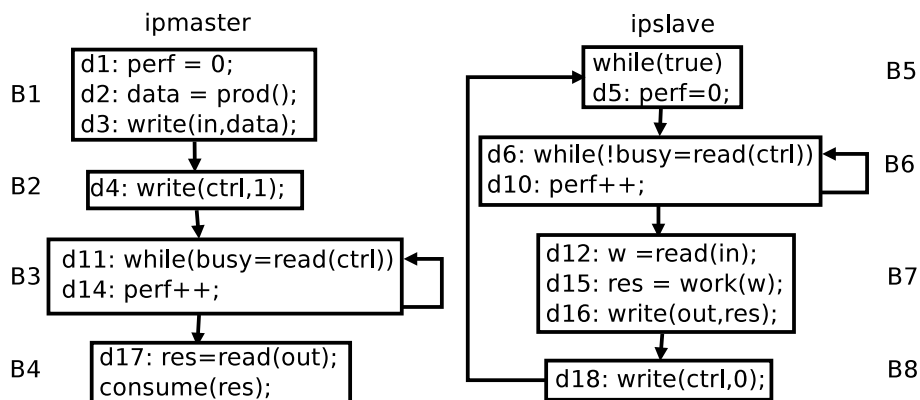 ipmaster
B1
d1: perf = 0;
d2: data = prod();
d3: write(in,data);
B2
d4: write(ctrl,1);
B3
d11: while(busy=read(ctrl))
d14: perf++;
B4
d17: res=read(out);
consume(res);
ipslave
while(true)
d5: perf=0;
B5
d6: while(!busy=read(ctrl))
d10: perf++;
B6
d12: w =read(in);
d15: res = work(w);
d16: write(out,res);
B7
d18: write(ctrl,0);
B8